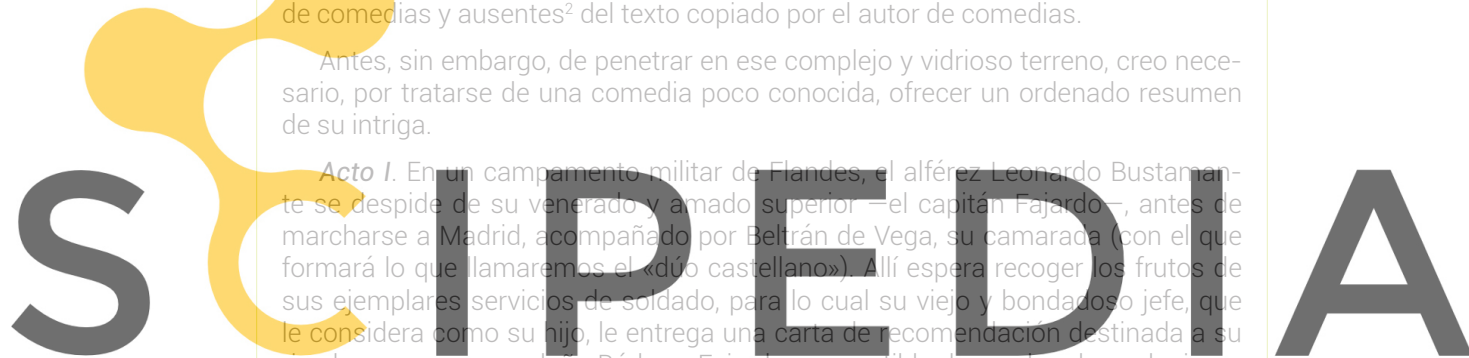 de comedias y ausentes² del texto copiado por el autor de comedias.
Antes, sin embargo, de penetrar en ese complejo y vidrioso terreno, creo nece-
sario, por tratarse de una comedia poco conocida, ofrecer un ordenado resumen
de su intriga.
Acto I. En un campamento militar de Flandes, el alférez Leonardo Bustaman-
te se despide de su venerado y amado superior —el capitán Fajardo—, antes de
marcharse a Madrid, acompañado por Beltrán de Vega, su camarada (con el que
formará lo que llamaremos el «dúo castellano»). Allí espera recoger los frutos de
sus ejemplares servicios de soldado, para lo cual su viejo y bondadoso jefe, que
le considera como su hijo, le entrega una carta de recomendación destinada a su
SCIPEDIA